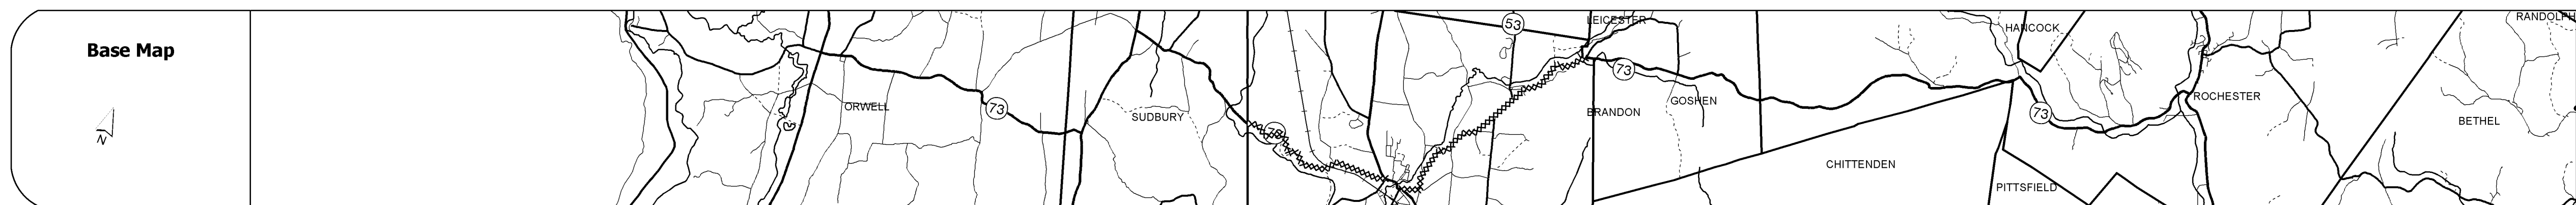 Base Map
N
53
LEICESTER
HANCOCK
RANDOLPH
73
ORWELL
73
SUDBURY
73
BRANDON
GOSHEN
73
ROCHESTER
BETHEL
CHITTENDEN
PITTSFIELD